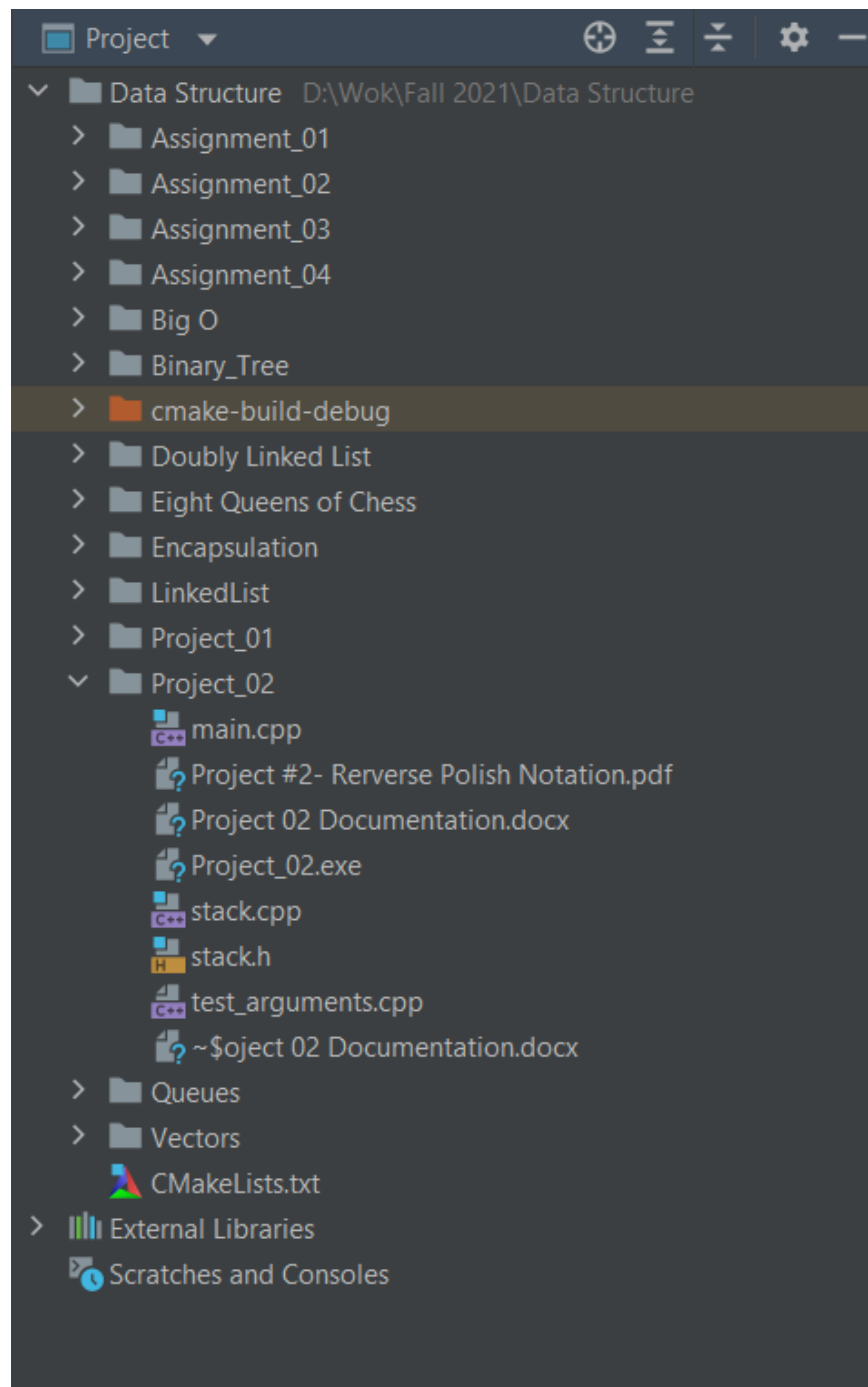 Project
Data Structure D:\Wok\Fall 2021\Data Structure
Assignment_01
Assignment_02
Assignment_03
Assignment_04
Big O
Binary_Tree
cmake-build-debug
Doubly Linked List
Eight Queens of Chess
Encapsulation
LinkedList
Project_01
Project_02
C++ main.cpp
Project #2- Rerverse Polish Notation.pdf
Project 02 Documentation.docx
Project_02.exe
C++ stack.cpp
H stack.h
C++ test_arguments.cpp
~$oject 02 Documentation.docx
Queues
Vectors
CMakeLists.txt
External Libraries
Scratches and Consoles